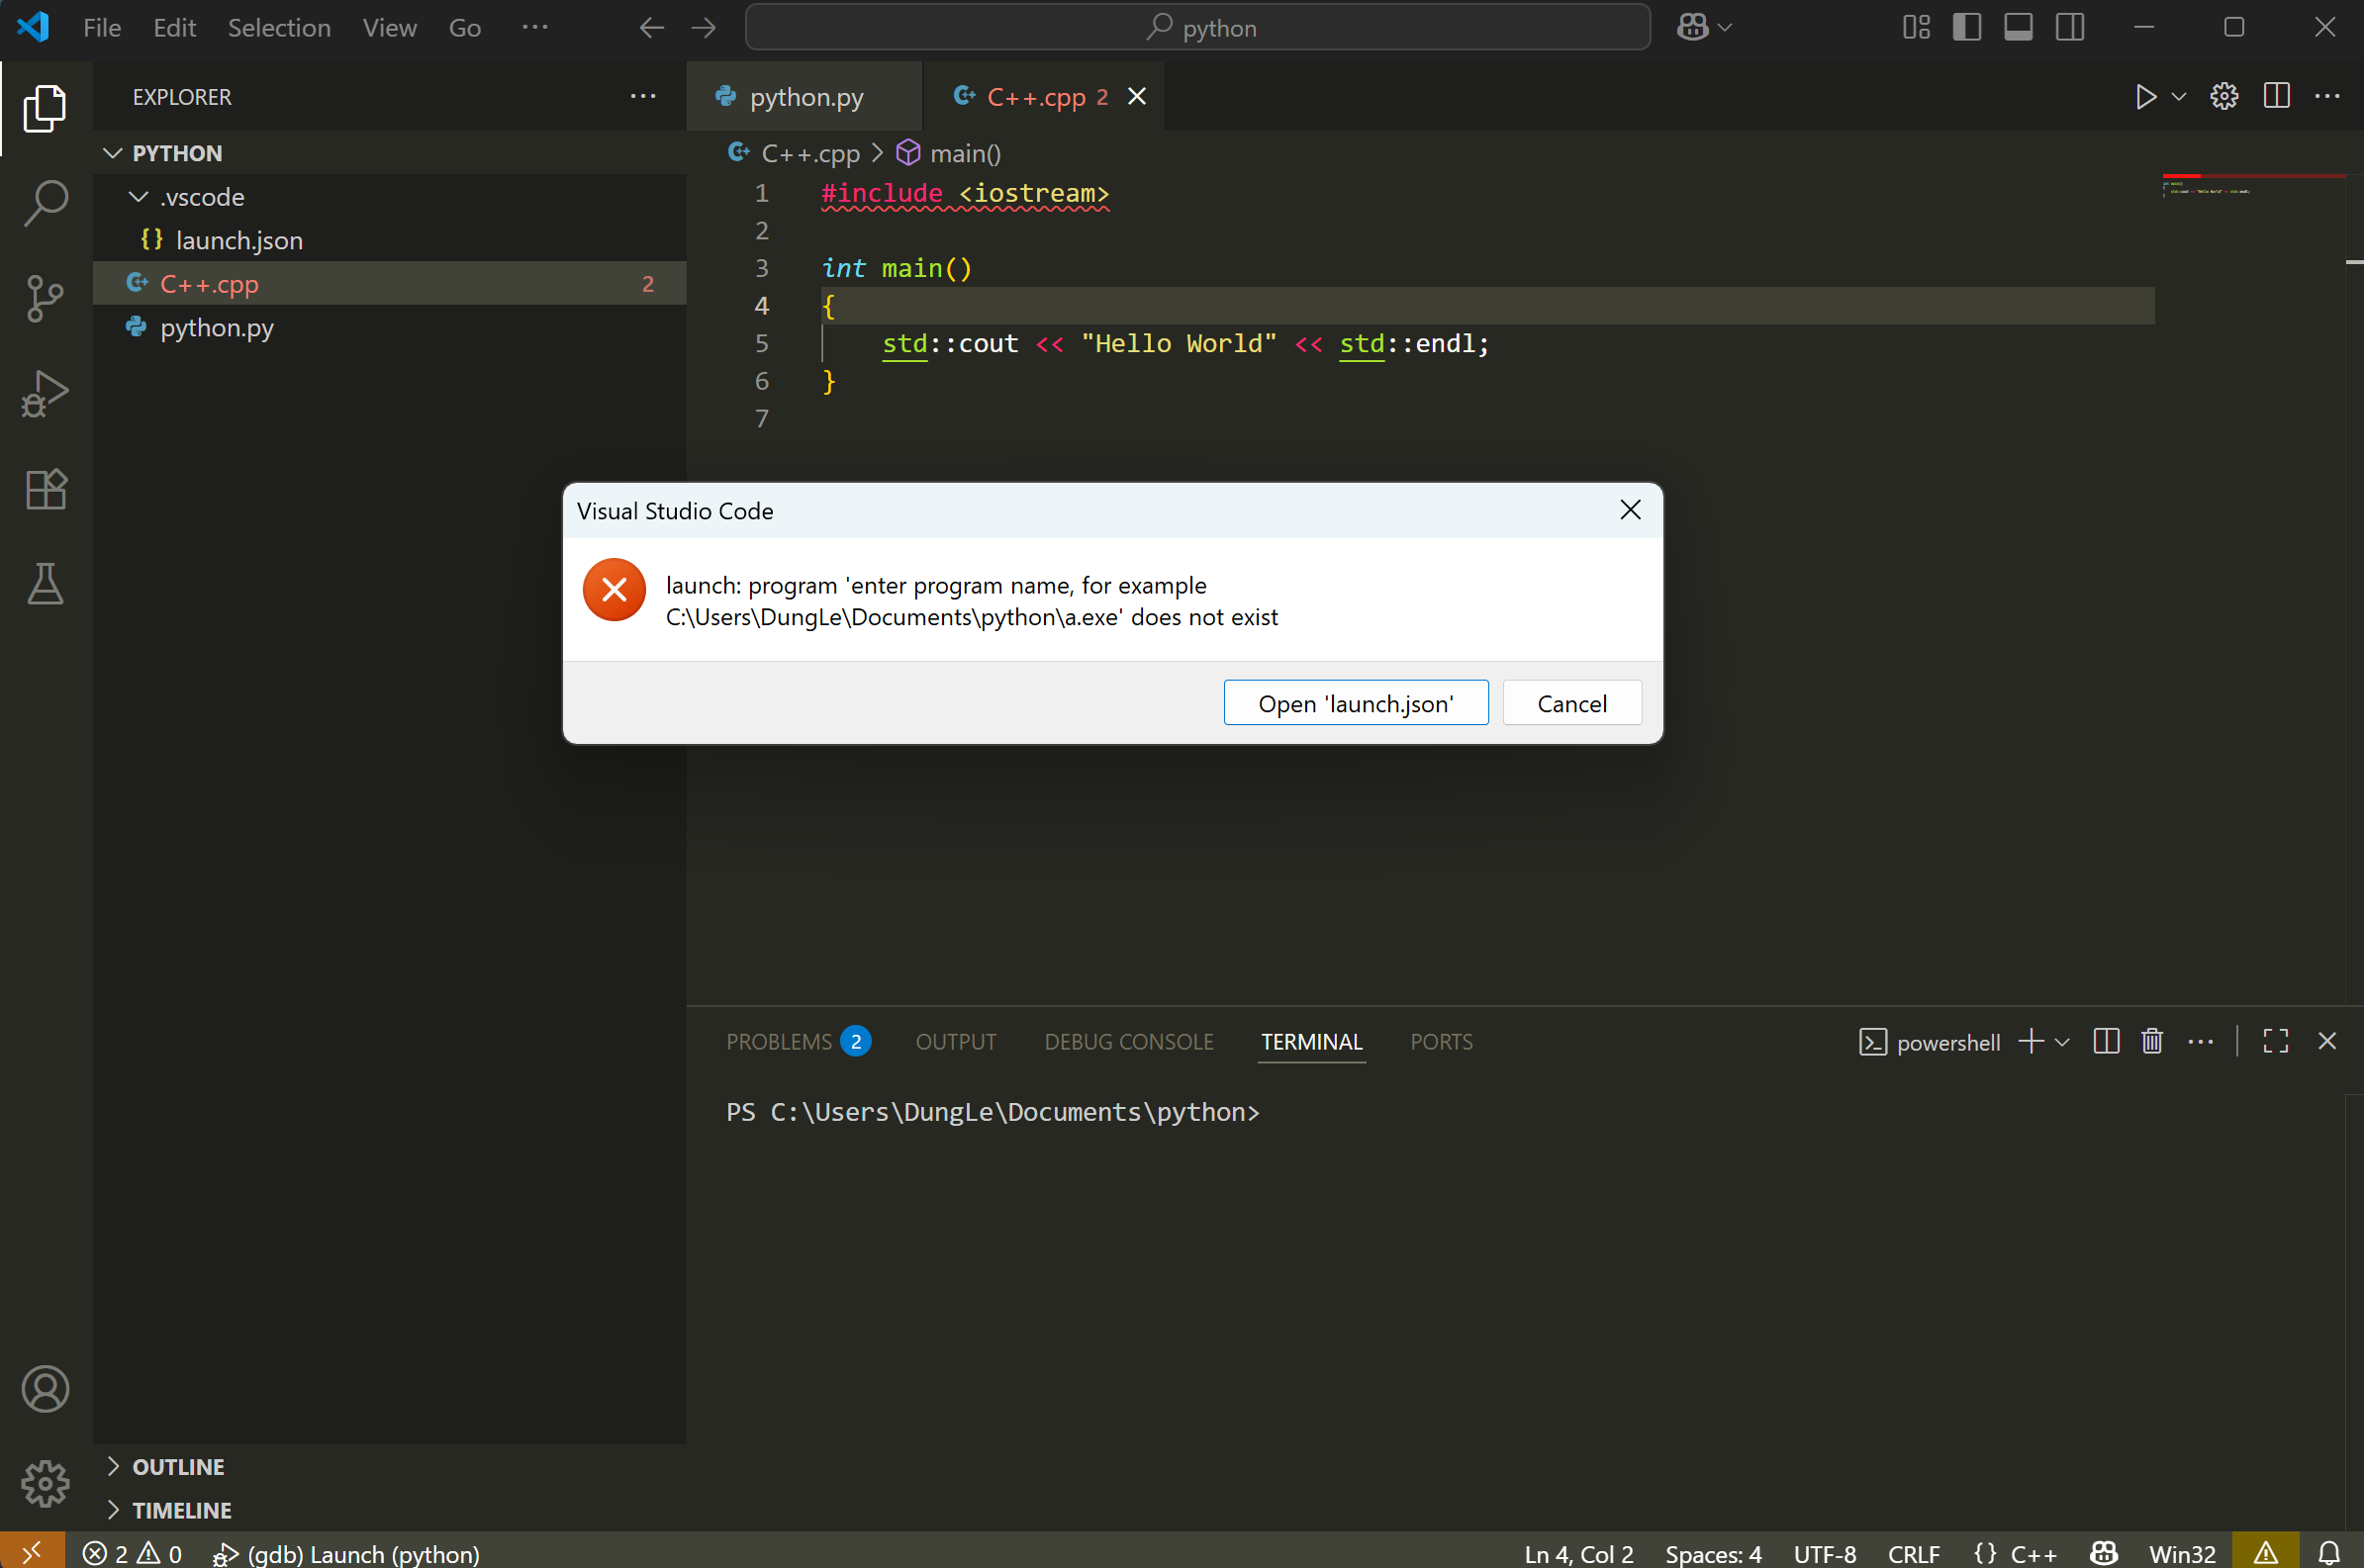 File Edit Selection View Go ··· python
EXPLORER ···
PYTHON
.vscode
{} launch.json
C++.cpp 2
python.py
OUTLINE
TIMELINE
python.py C++.cpp 2
C++.cpp > main()
1 #include <iostream>
2
3 int main()
4 {
5 std::cout << "Hello World" << std::endl;
6 }
7
Visual Studio Code
launch: program 'enter program name, for example
C:\Users\DungLe\Documents\python\a.exe' does not exist
Open 'launch.json' Cancel
PROBLEMS 2 OUTPUT DEBUG CONSOLE TERMINAL PORTS powershell
PS C:\Users\DungLe\Documents\python>
2 0 (gdb) Launch (python) Ln 4, Col 2 Spaces: 4 UTF-8 CRLF {} C++ Win32